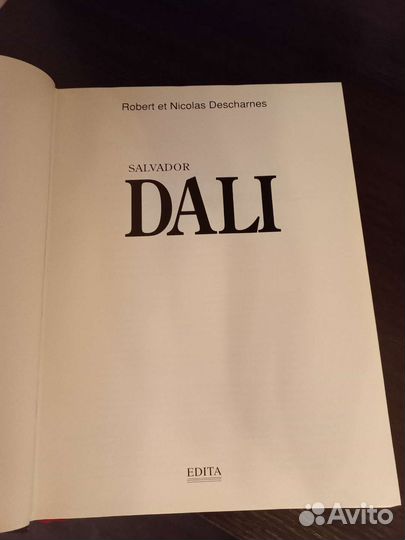 Robert et Nicolas Descharnes
SALVADOR
DALI
EDITA
Avito